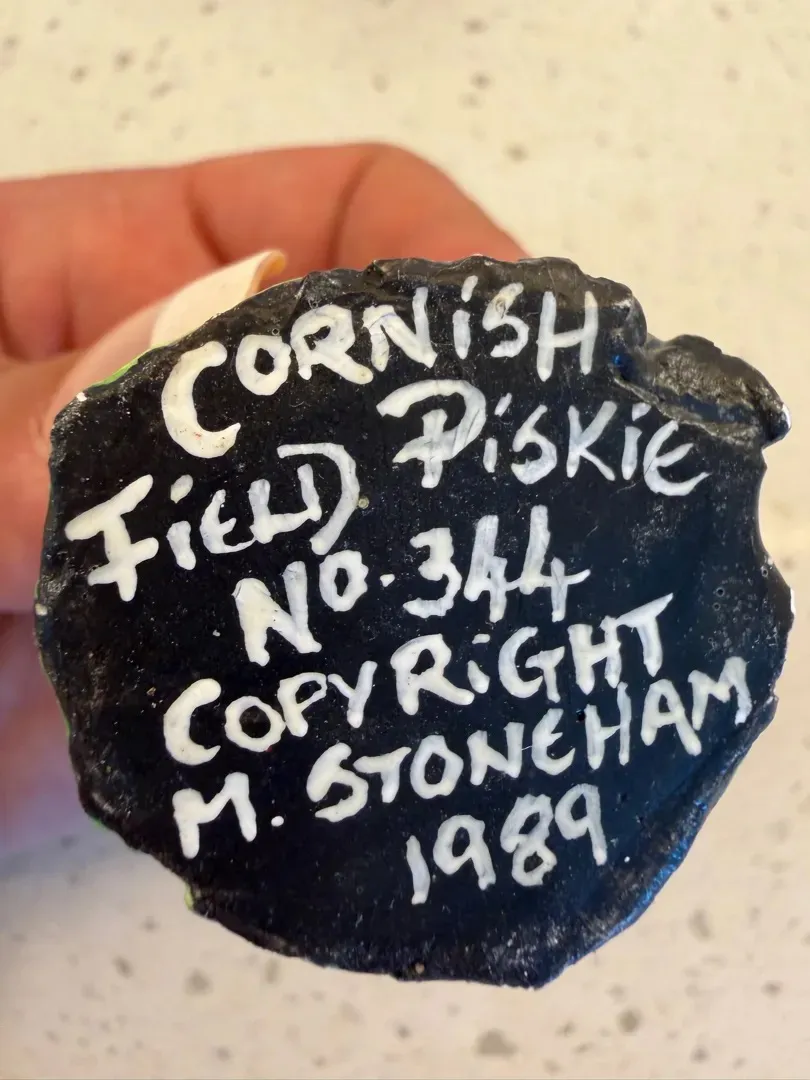 CORNiSH
FiELD PiSKiE
NO. 344
COPYRiGHT
M. STONEHAM
1989